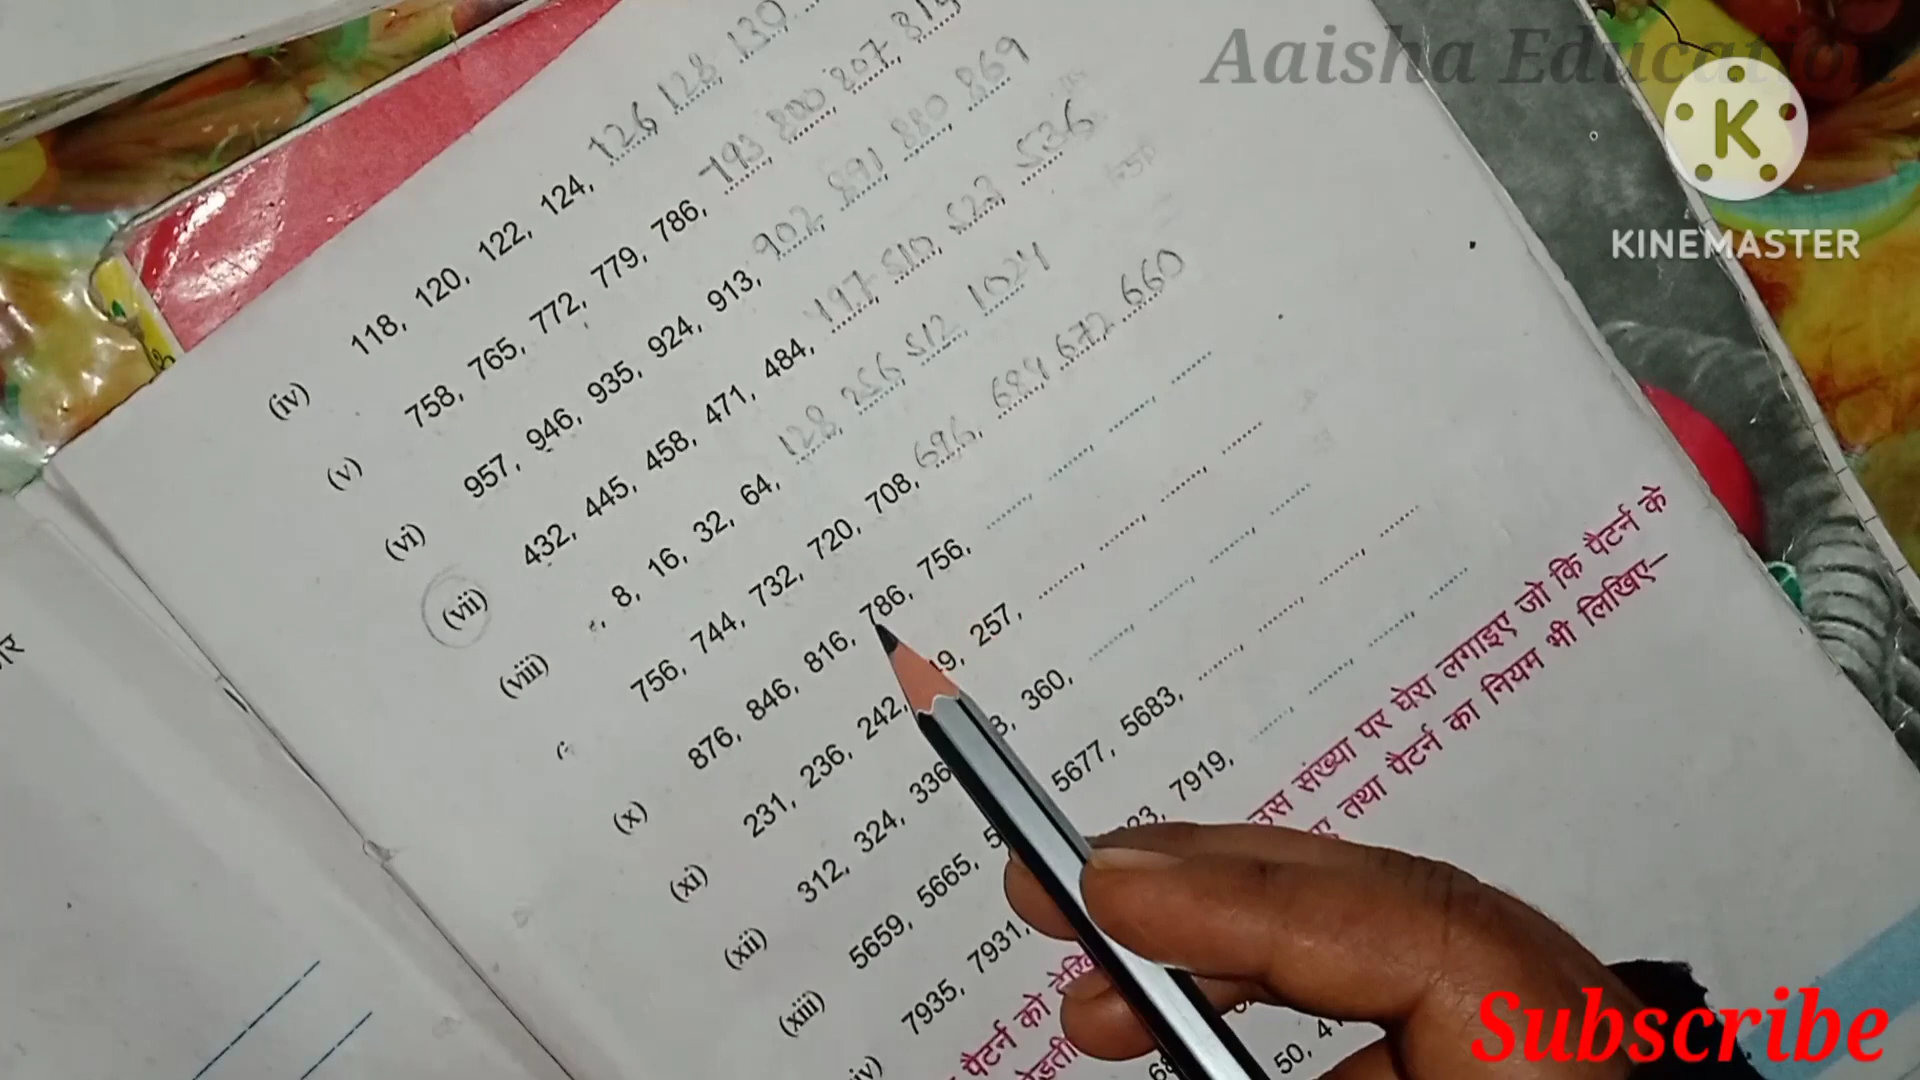 Aaisha Education
KINEMASTER
(iv) 118, 120, 122, 124, 126, 128, 130
(v) 758, 765, 772, 779, 786, 793, 800, 807,
(vi) 957, 946, 935, 924, 913, 902, 891, 880, 869
(vii) 432, 445, 458, 471, 484, 497, 510, 523, 536
(viii) 8, 16, 32, 64, 128, 256, 512, 1024
756, 744, 732, 720, 708, 696, 684, 672, 660
(x) 876, 846, 816, 786, 756,
(xi) 231, 236, 242, 257,
(xii) 312, 324, 336 360,
(xiii) 5659, 5665, 5677, 5683,
7935, 7931, 7919,
पैटर्न को
उस संख्या पर घेरा लगाइए जो कि पैटर्न के
तथा पैटर्न का नियम भी लिखिए—
50,
Subscribe